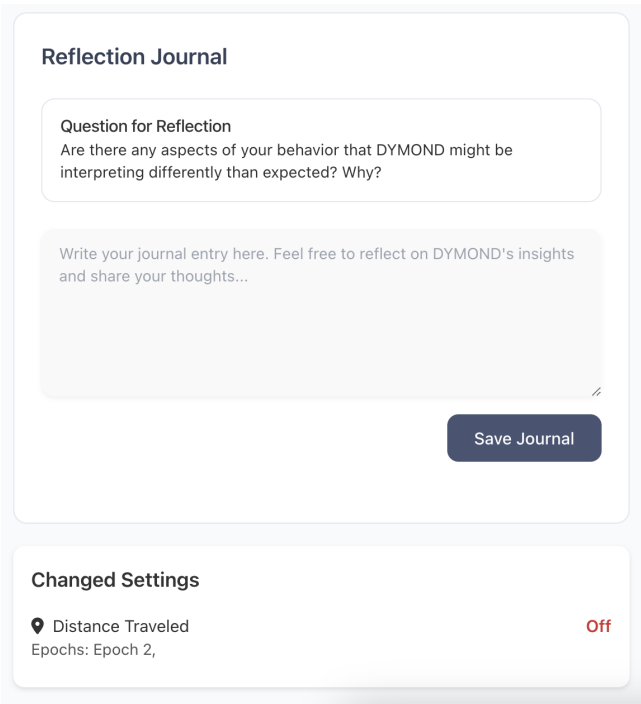 Reflection Journal
Question for Reflection
Are there any aspects of your behavior that DYMOND might be
interpreting differently than expected? Why?
Write your journal entry here. Feel free to reflect on DYMOND's insights
and share your thoughts...
Save Journal
Changed Settings
Distance Traveled Off
Epochs: Epoch 2,